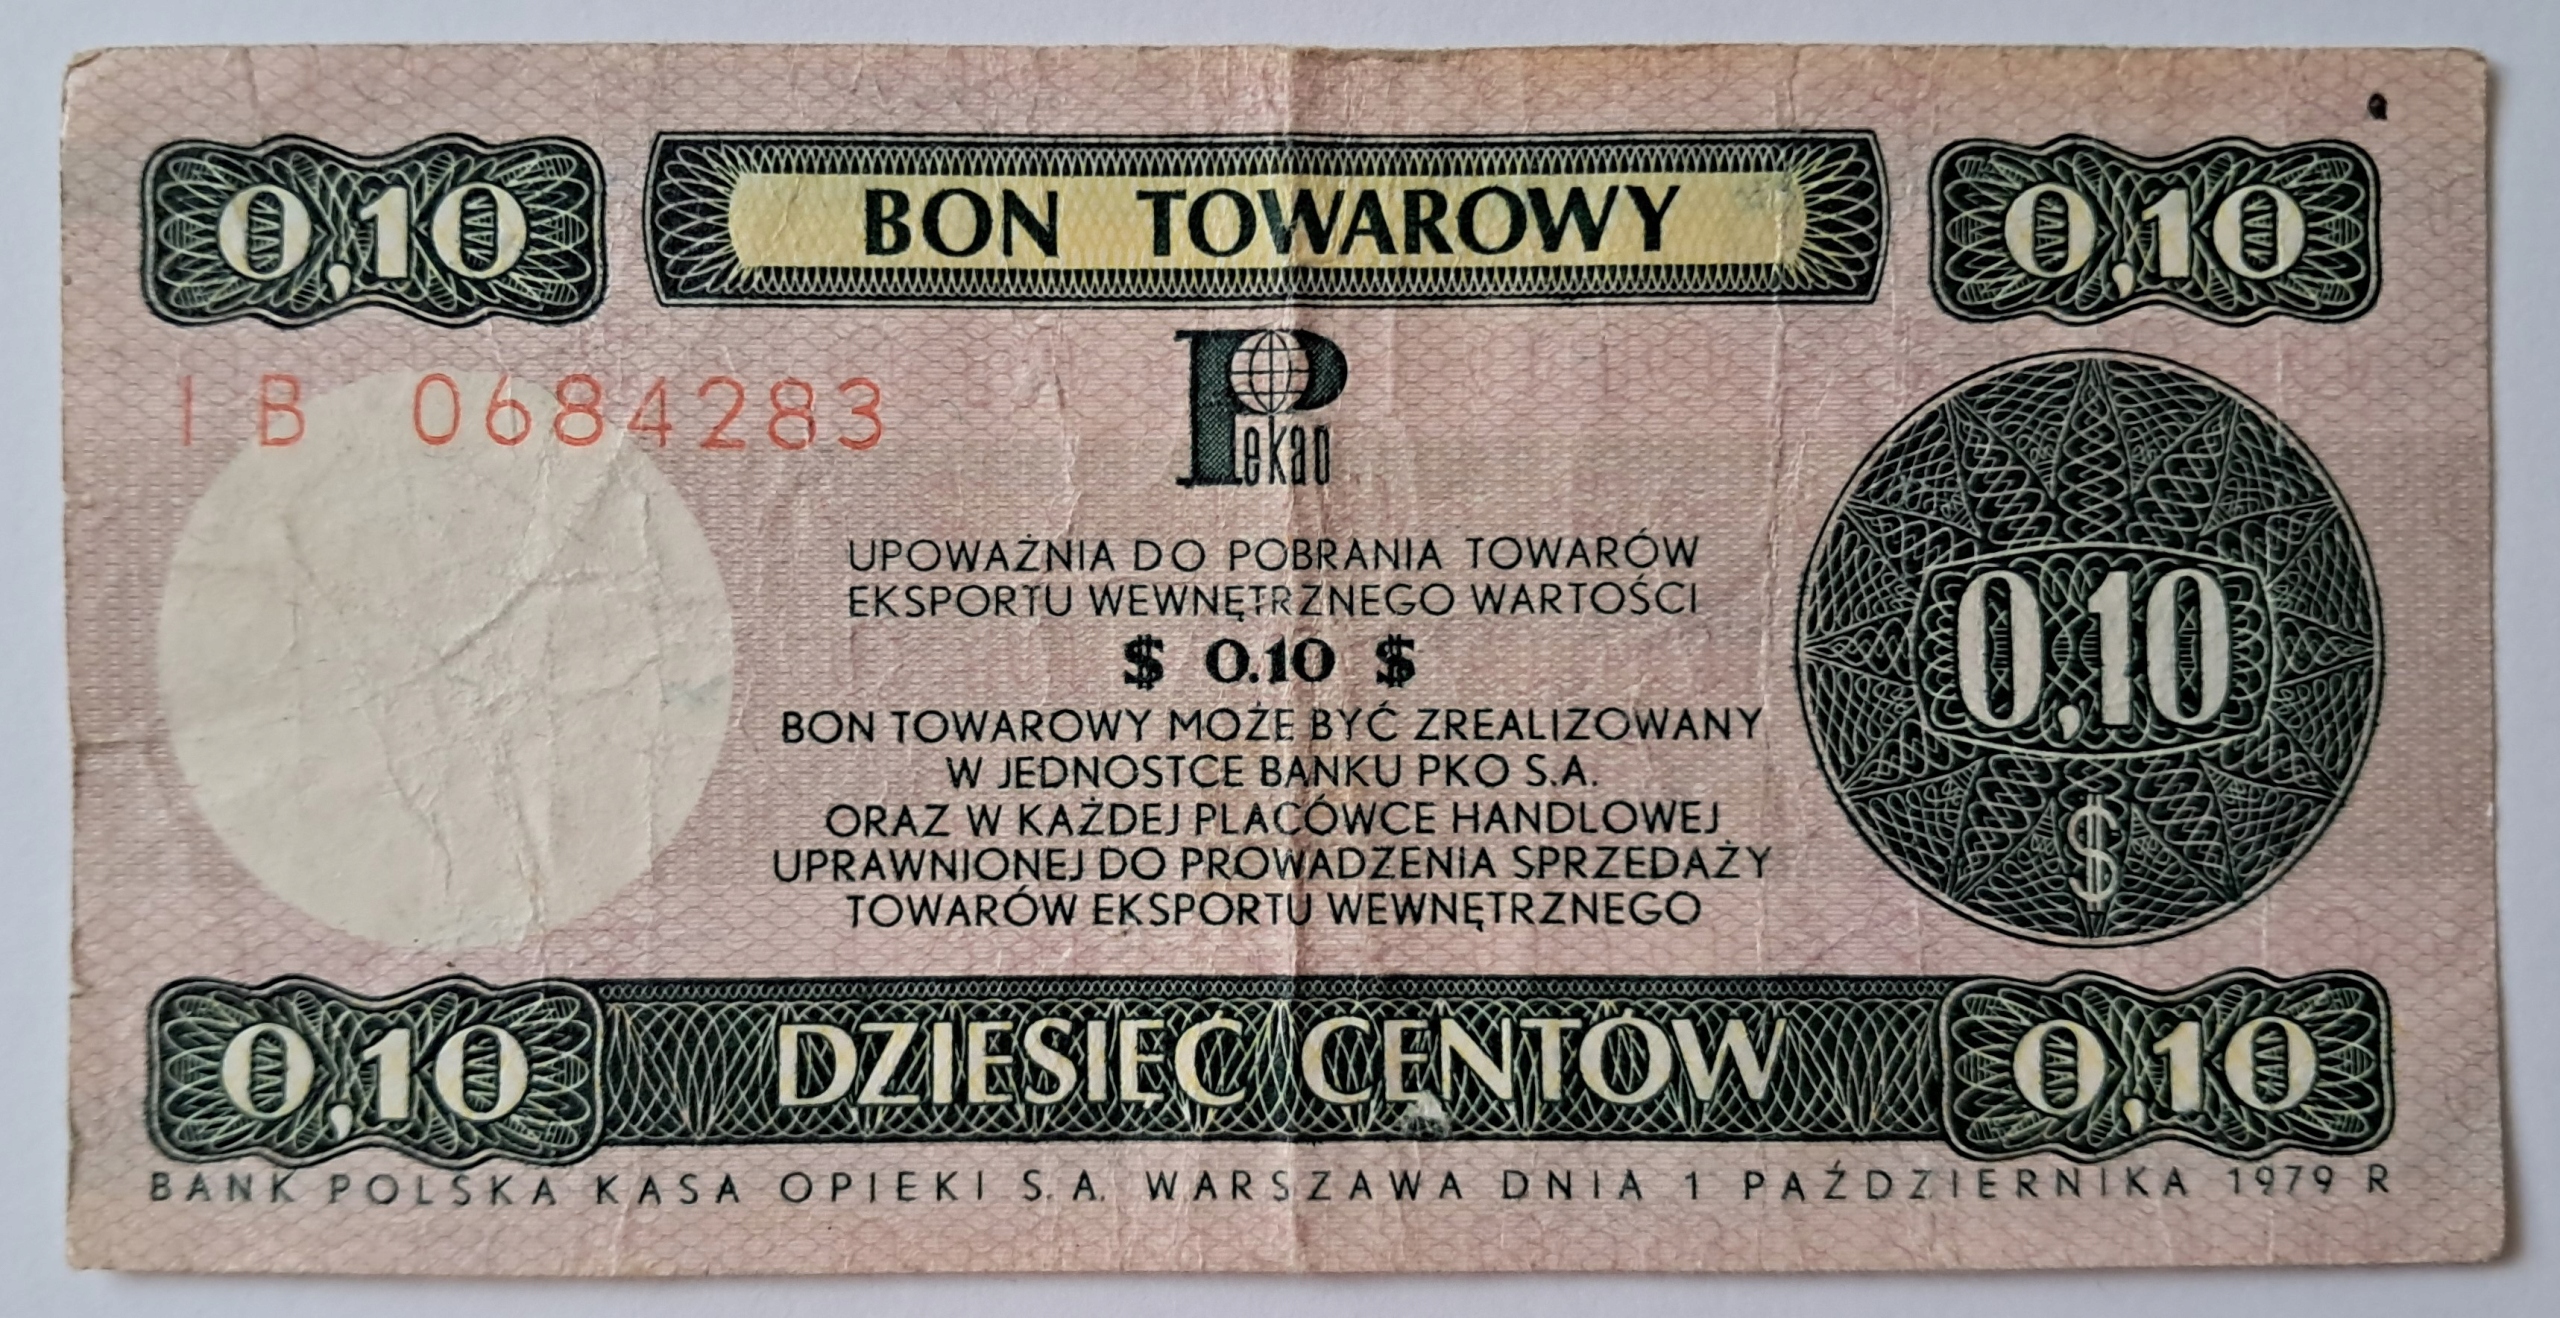 0,10 BON TOWAROWY 0,10
I B 0684283
Pekao
UPOWAŻNIA DO POBRANIA TOWARÓW
EKSPORTU WEWNĘTRZNEGO WARTOŚCI
$ 0.10 $
0,10
$
BON TOWAROWY MOŻE BYĆ ZREALIZOWANY
W JEDNOSTCE BANKU PKO S.A.
ORAZ W KAŻDEJ PLACÓWCE HANDLOWEJ
UPRAWNIONEJ DO PROWADZENIA SPRZEDAŻY
TOWARÓW EKSPORTU WEWNĘTRZNEGO
0,10 DZIESIĘĆ CENTÓW 0,10
BANK POLSKA KASA OPIEKI S.A. WARSZAWA DNIA 1 PAŹDZIERNIKA 1979 R